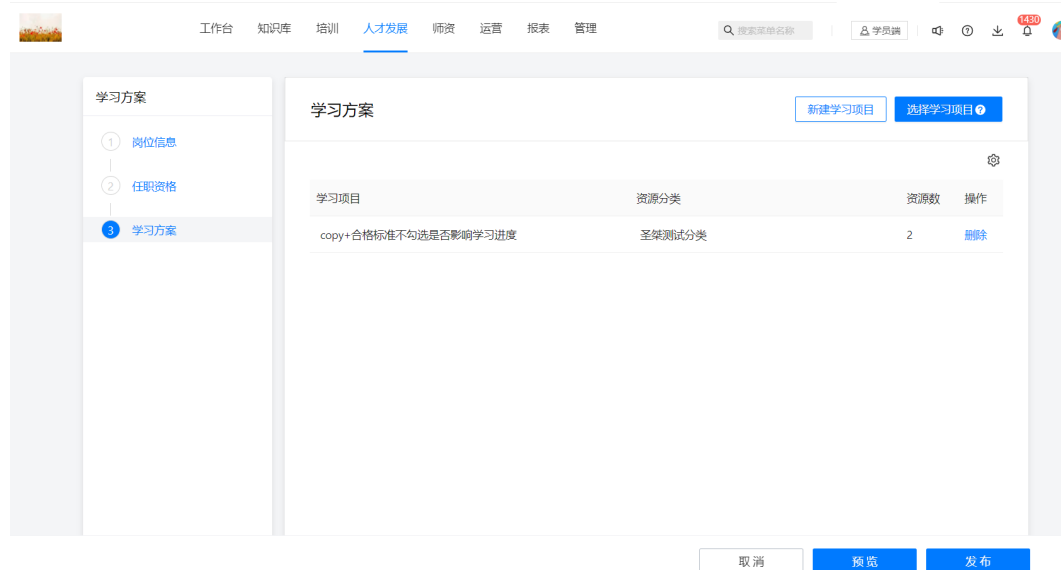 工作台 知识库 培训 人才发展 师资 运营 报表 管理 搜索菜单名称 学员端 1430
学习方案
1 岗位信息
2 任职资格
3 学习方案
学习方案 新建学习项目 选择学习项目
学习项目 资源分类 资源数 操作
copy+合格标准不勾选是否影响学习进度 圣桀测试分类 2 删除
取消 预览 发布